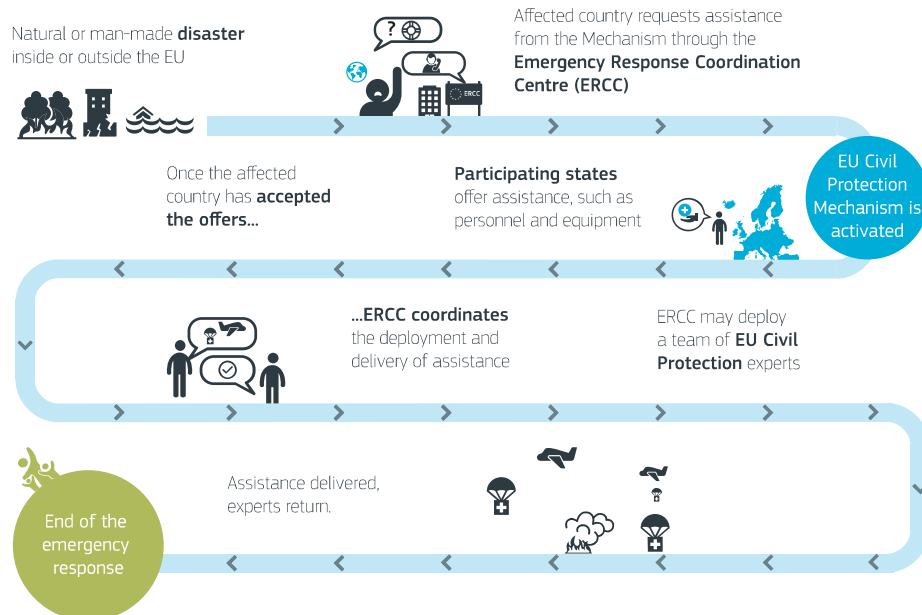 Natural or man-made disaster
inside or outside the EU
?
ERCC
Affected country requests assistance
from the Mechanism through the
Emergency Response Coordination
Centre (ERCC)
EU Civil
Protection
Mechanism is
activated
Participating states
offer assistance, such as
personnel and equipment
Once the affected
country has accepted
the offers...
...ERCC coordinates
the deployment and
delivery of assistance
ERCC may deploy
a team of EU Civil
Protection experts
Assistance delivered,
experts return.
End of the
emergency
response